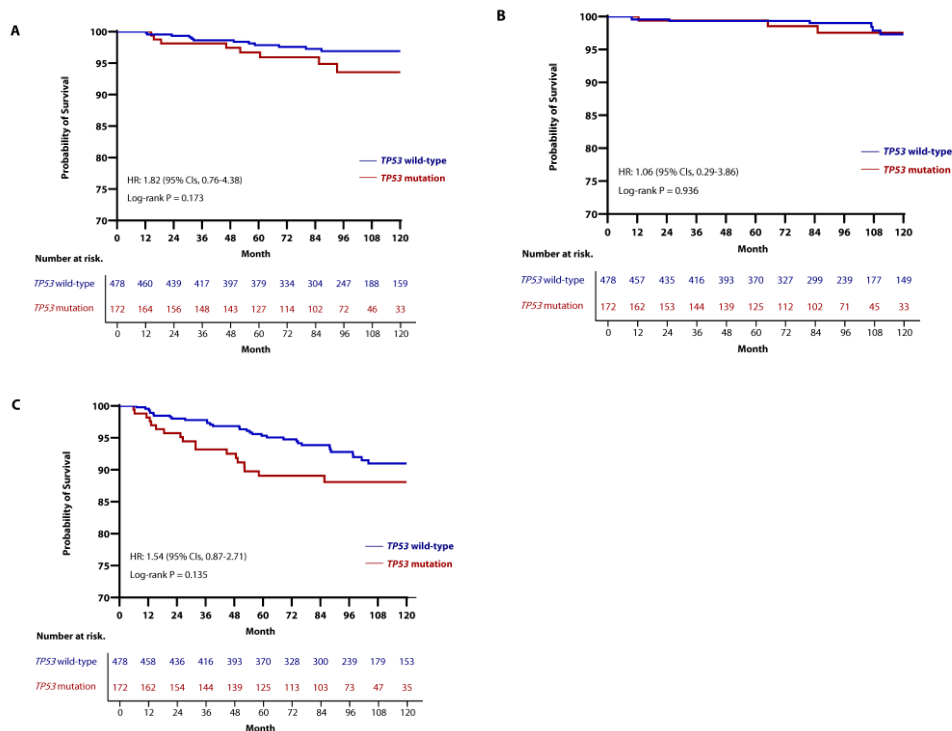 A
100
95
90
85
80
75
70
Probability of Survival
TP53 wild-type
TP53 mutation
HR: 1.82 (95% CIs, 0.76-4.38)
Log-rank P = 0.173
0 12 24 36 48 60 72 84 96 108 120
Month
Number at risk.
TP53 wild-type 478 460 439 417 397 379 334 304 247 188 159
TP53 mutation 172 164 156 148 143 127 114 102 72 46 33
0 12 24 36 48 60 72 84 96 108 120
Month
B
100
95
90
85
80
75
70
Probability of Survival
TP53 wild-type
TP53 mutation
HR: 1.06 (95% CIs, 0.29-3.86)
Log-rank P = 0.936
0 12 24 36 48 60 72 84 96 108 120
Month
Number at risk.
TP53 wild-type 478 457 435 416 393 370 327 299 239 177 149
TP53 mutation 172 162 153 144 139 125 112 102 71 45 33
0 12 24 36 48 60 72 84 96 108 120
Month
C
100
95
90
85
80
75
70
Probability of Survival
TP53 wild-type
TP53 mutation
HR: 1.54 (95% CIs, 0.87-2.71)
Log-rank P = 0.135
0 12 24 36 48 60 72 84 96 108 120
Month
Number at risk.
TP53 wild-type 478 458 436 416 393 370 328 300 239 179 153
TP53 mutation 172 162 154 144 139 125 113 103 73 47 35
0 12 24 36 48 60 72 84 96 108 120
Month